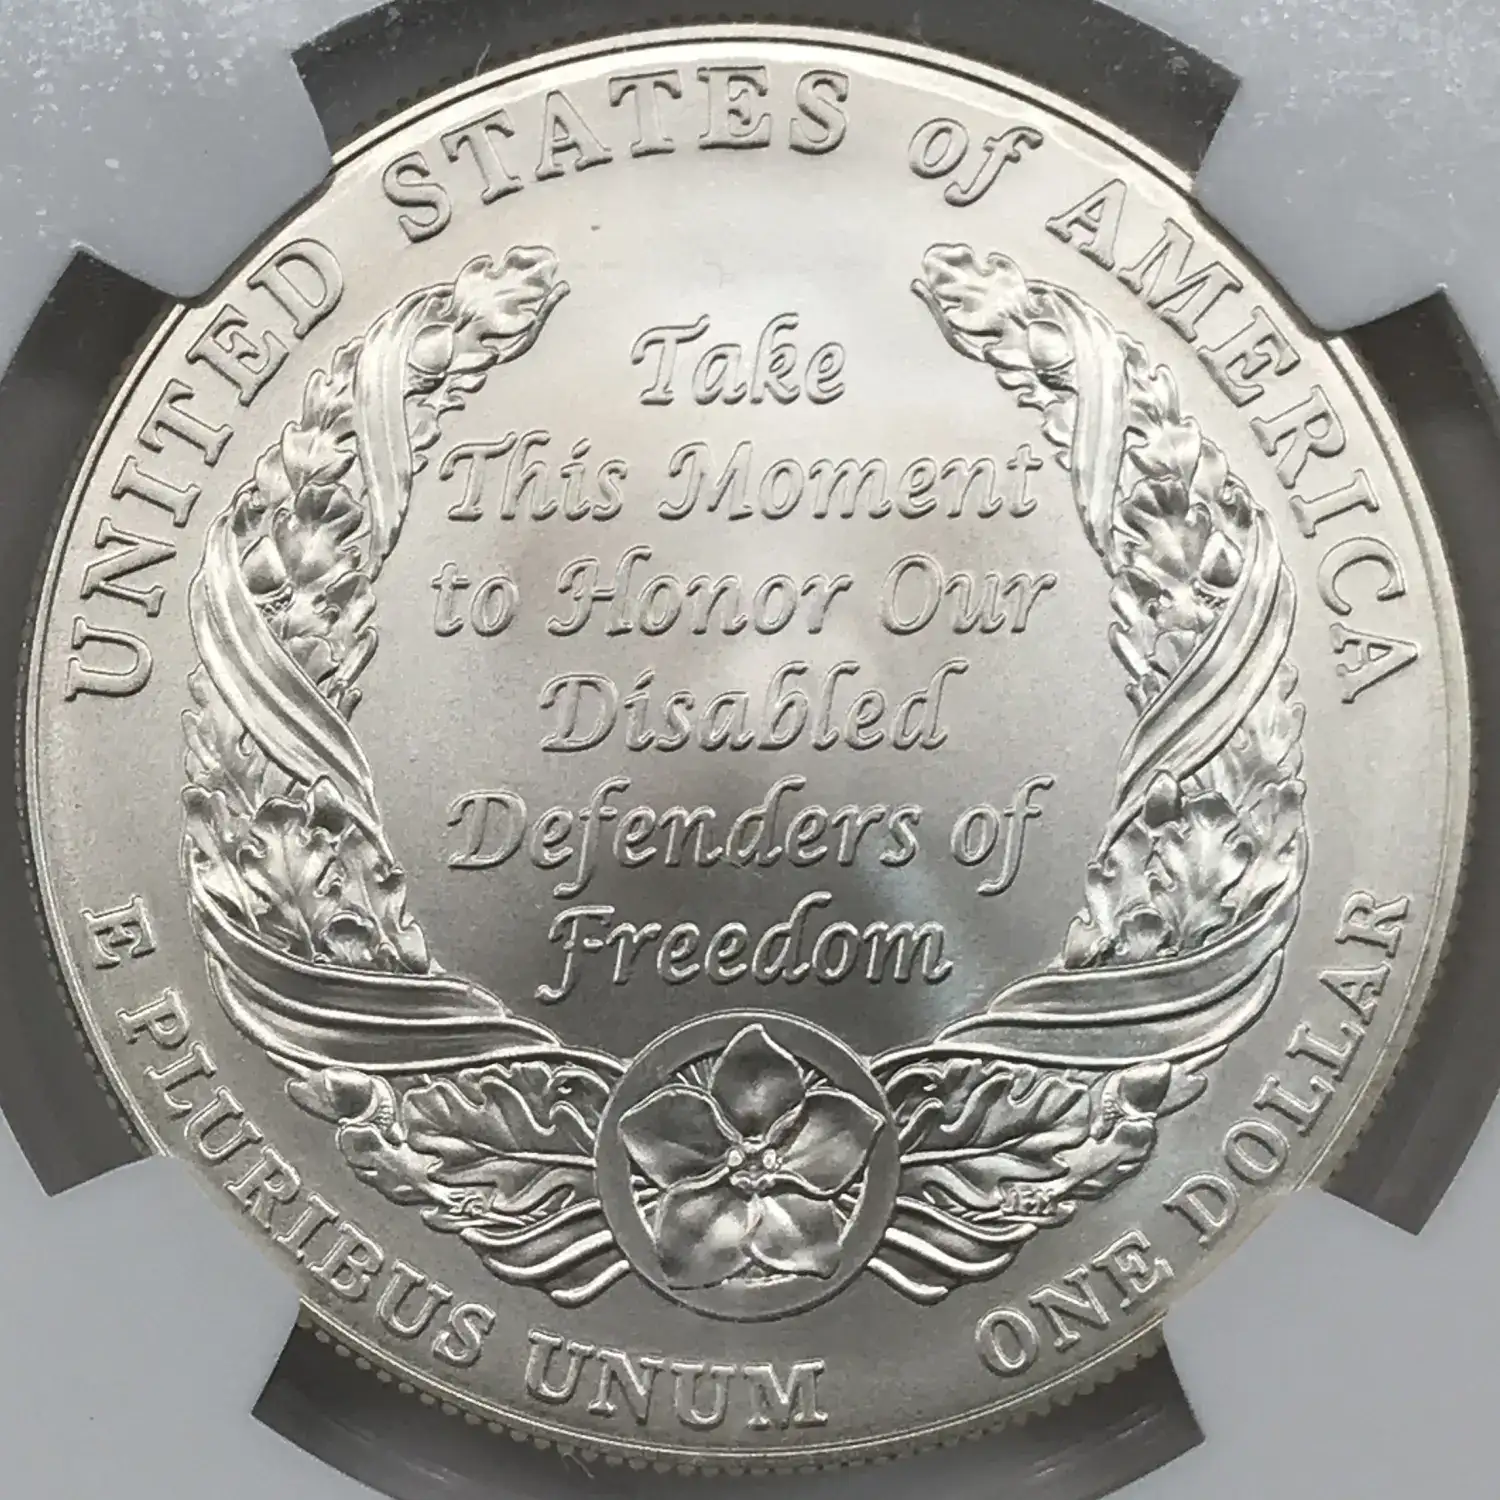 UNITED STATES of AMERICA
Take
This Moment
to Honor Our
Disabled
Defenders of
Freedom
E PLURIBUS UNUM
ONE DOLLAR